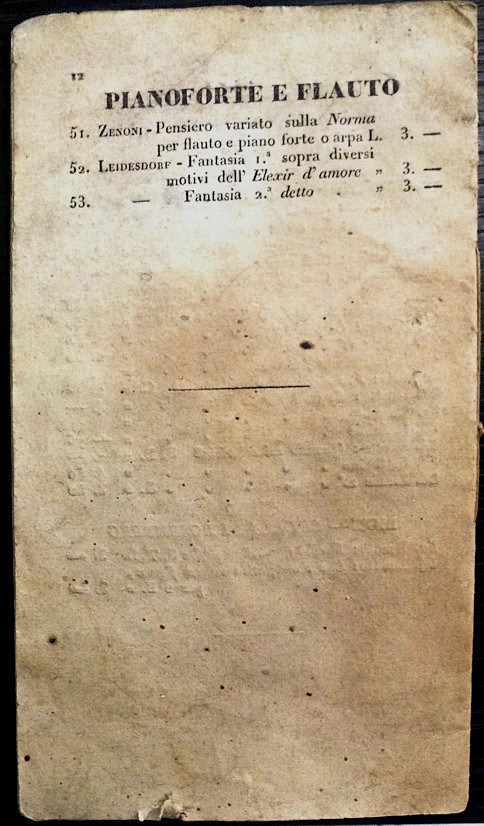 12
PIANOFORTE E FLAUTO
51. ZENONI - Pensiero variato sulla Norma
per flauto e piano forte o arpa L. 3. —
52. LEIDESDORF - Fantasia 1.ª sopra diversi
motivi dell' Elexir d'amore „ 3. —
53. — Fantasia 2.ª detto . „ 3. —